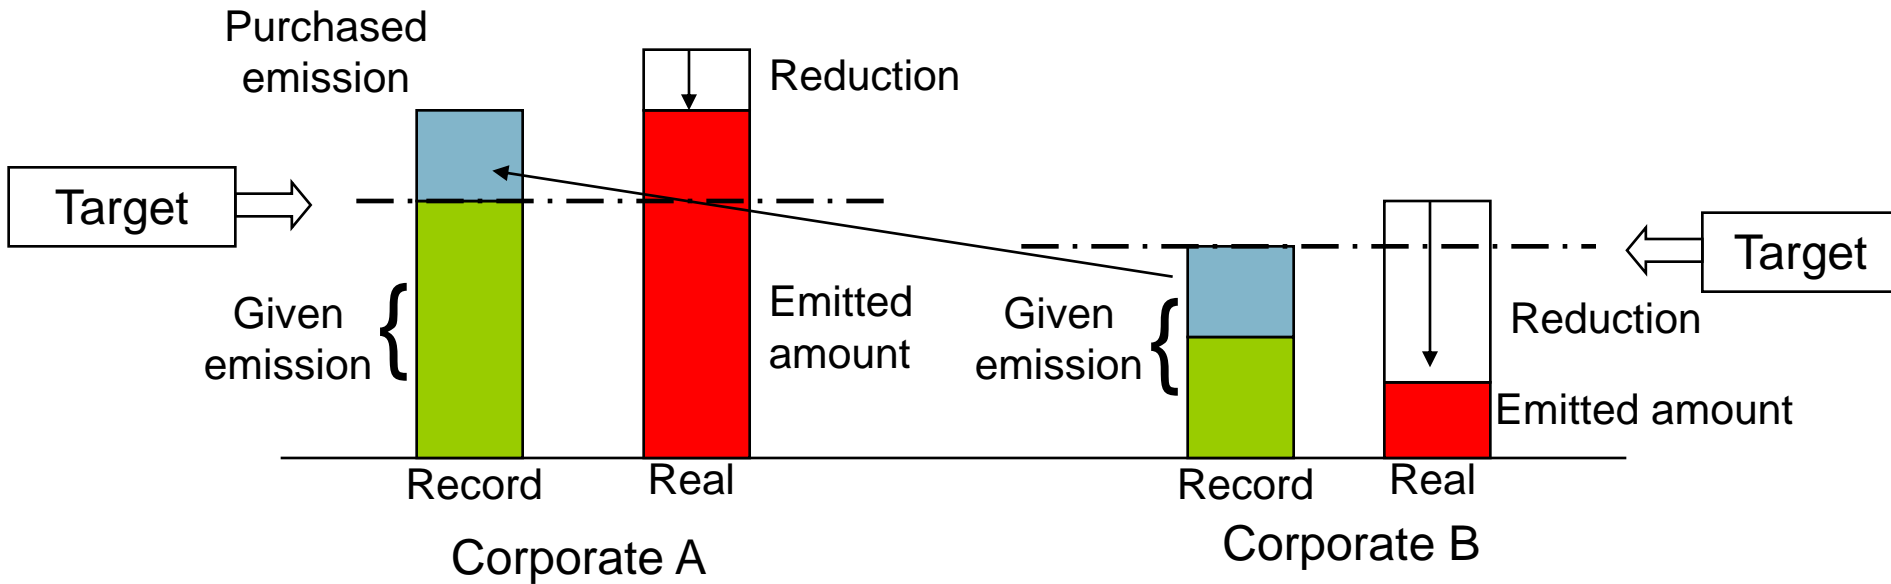 Purchased
emission
Reduction
Target
Given
emission
Emitted
amount
Given
emission
Target
Reduction
Emitted amount
Record
Real
Record
Real
Corporate A
Corporate B